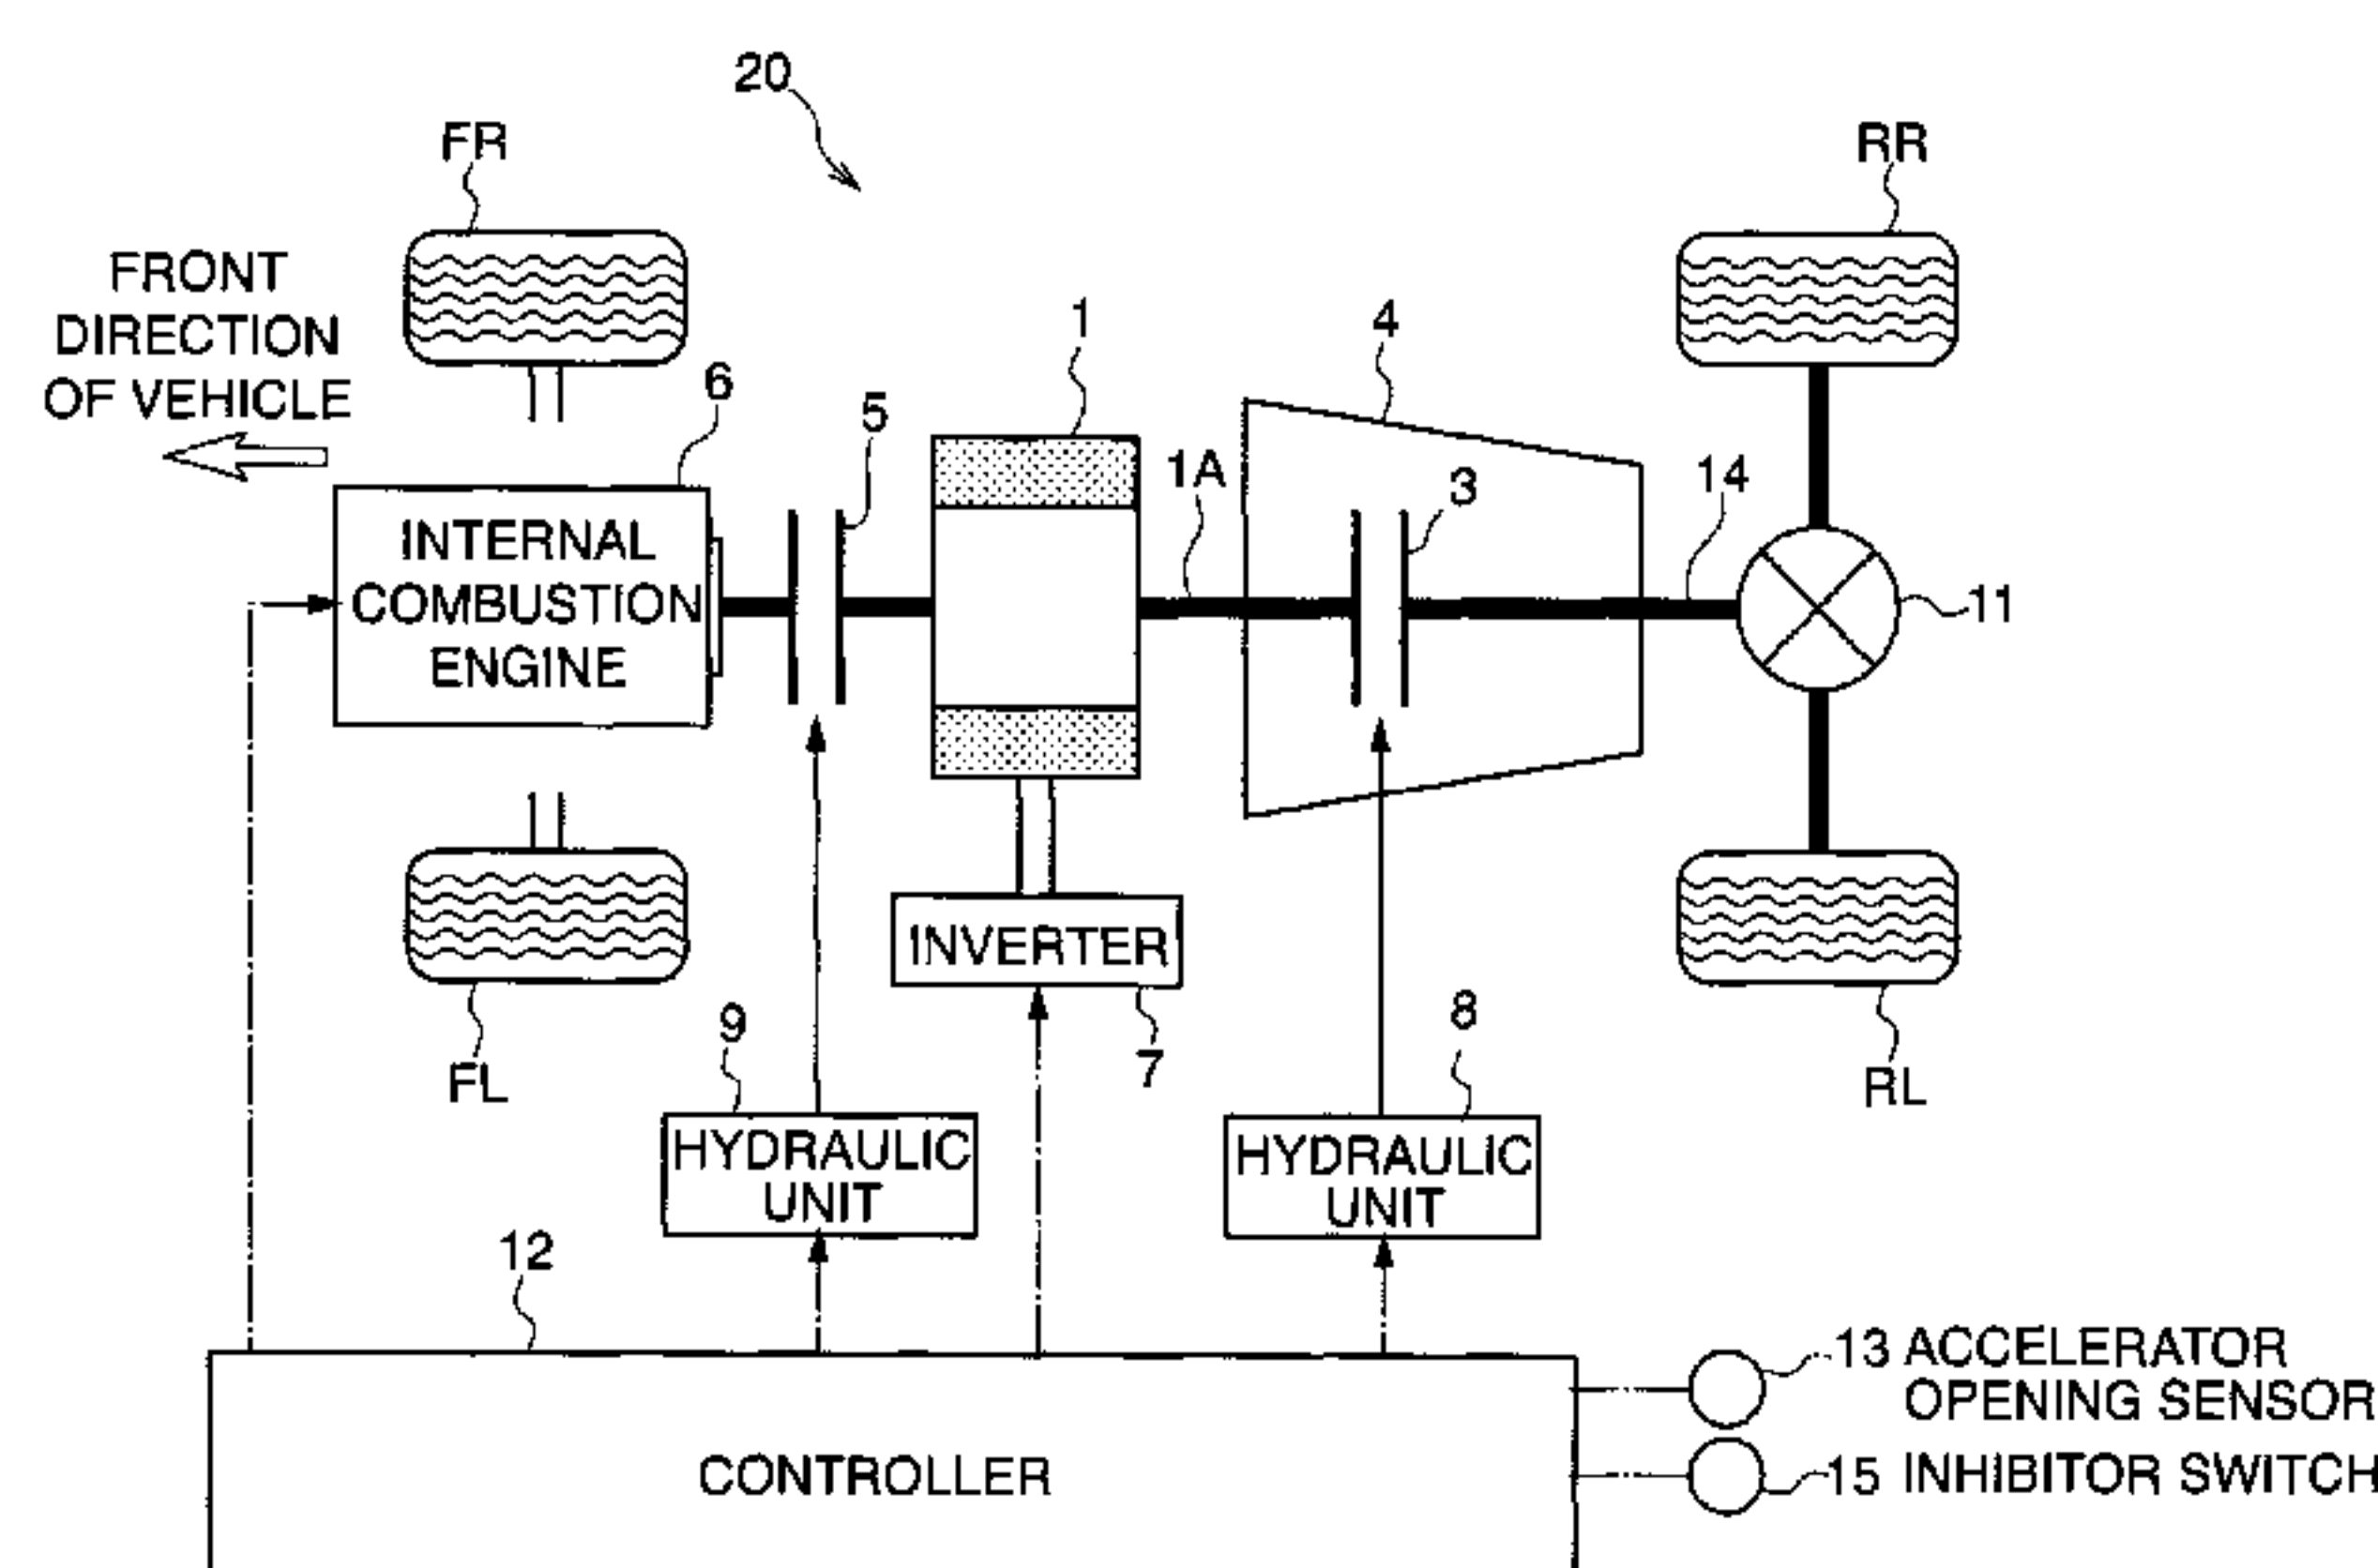 20
FR
RR
FRONT
DIRECTION
OF VEHICLE
1
4
6
5
1A
3
14
INTERNAL
COMBUSTION
ENGINE
11
INVERTER
9
7
8
FL
RL
HYDRAULIC
UNIT
HYDRAULIC
UNIT
12
13 ACCELERATOR
OPENING SENSOR
CONTROLLER
15 INHIBITOR SWITCH